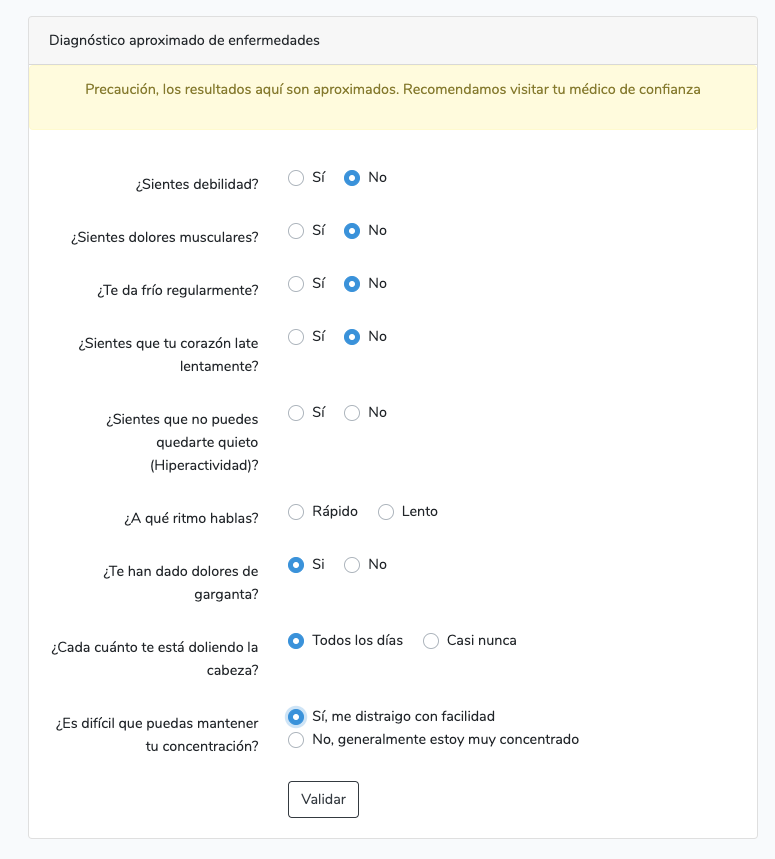 Diagnóstico aproximado de enfermedades
Precaución, los resultados aquí son aproximados. Recomendamos visitar tu médico de confianza
¿Sientes debilidad? Sí No
¿Sientes dolores musculares? Sí No
¿Te da frío regularmente? Sí No
¿Sientes que tu corazón late Sí No
lentamente?
¿Sientes que no puedes Sí No
quedarte quieto
(Hiperactividad)?
¿A qué ritmo hablas? Rápido Lento
¿Te han dado dolores de Si No
garganta?
¿Cada cuánto te está doliendo la Todos los días Casi nunca
cabeza?
¿Es difícil que puedas mantener Sí, me distraigo con facilidad
tu concentración? No, generalmente estoy muy concentrado
Validar